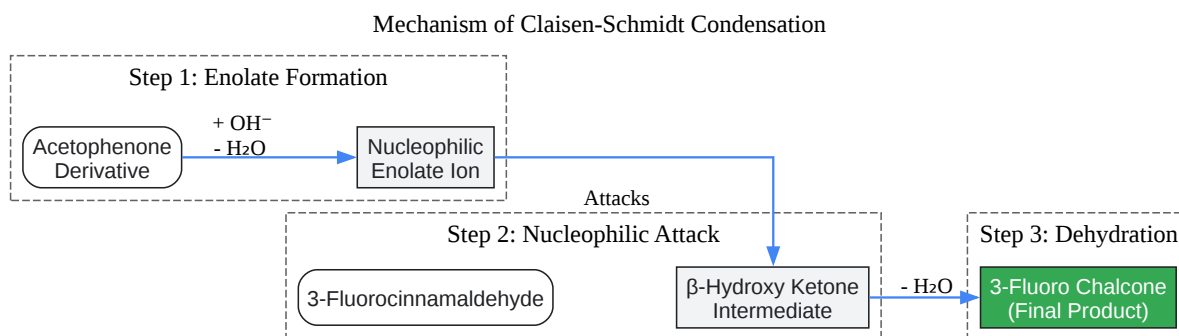 Mechanism of Claisen-Schmidt Condensation
Step 1: Enolate Formation
Acetophenone
Derivative
+ OH⁻
- H₂O
Nucleophilic
Enolate Ion
Attacks
Step 2: Nucleophilic Attack
3-Fluorocinnamaldehyde
β-Hydroxy Ketone
Intermediate
- H₂O
Step 3: Dehydration
3-Fluoro Chalcone
(Final Product)